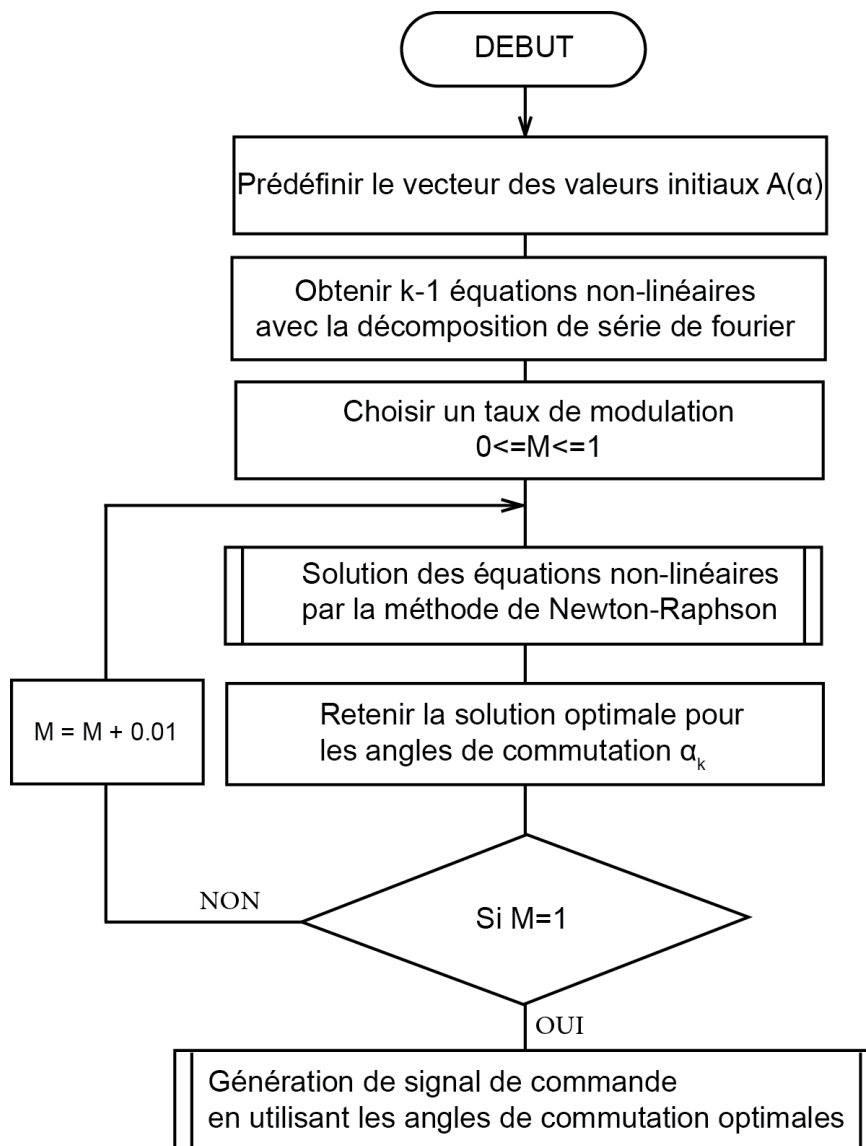 DEBUT
Prédéfinir le vecteur des valeurs initiaux A(α)
Obtenir k-1 équations non-linéaires
avec la décomposition de série de fourier
Choisir un taux de modulation
0<=M<=1
Solution des équations non-linéaires
par la méthode de Newton-Raphson
M = M + 0.01
Retenir la solution optimale pour
les angles de commutation αk
NON
Si M=1
OUI
Génération de signal de commande
en utilisant les angles de commutation optimales